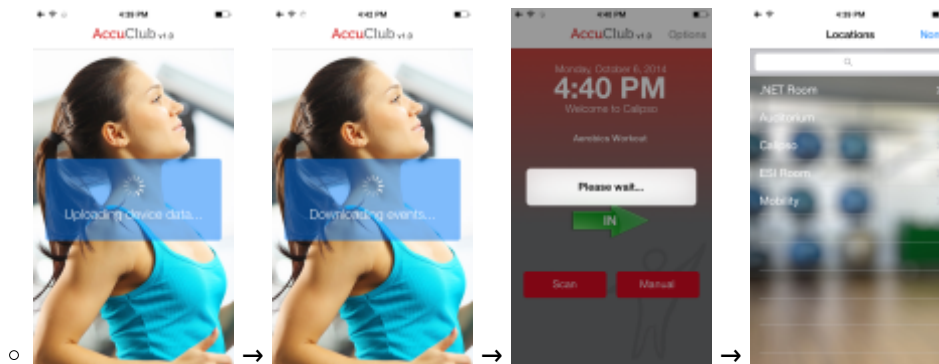 4:39 PM
AccuClub v1.0
Uploading device data...
→
4:42 PM
AccuClub v1.0
Downloading events...
→
4:40 PM
AccuClub v1.0 Options
Monday, October 6, 2014
4:40 PM
Welcome to Calipso
Aerobics Workout
Please wait...
IN
Scan Manual
→
4:39 PM
Locations
.NET Room
Auditorium
Calipso
ESI Room
Mobility